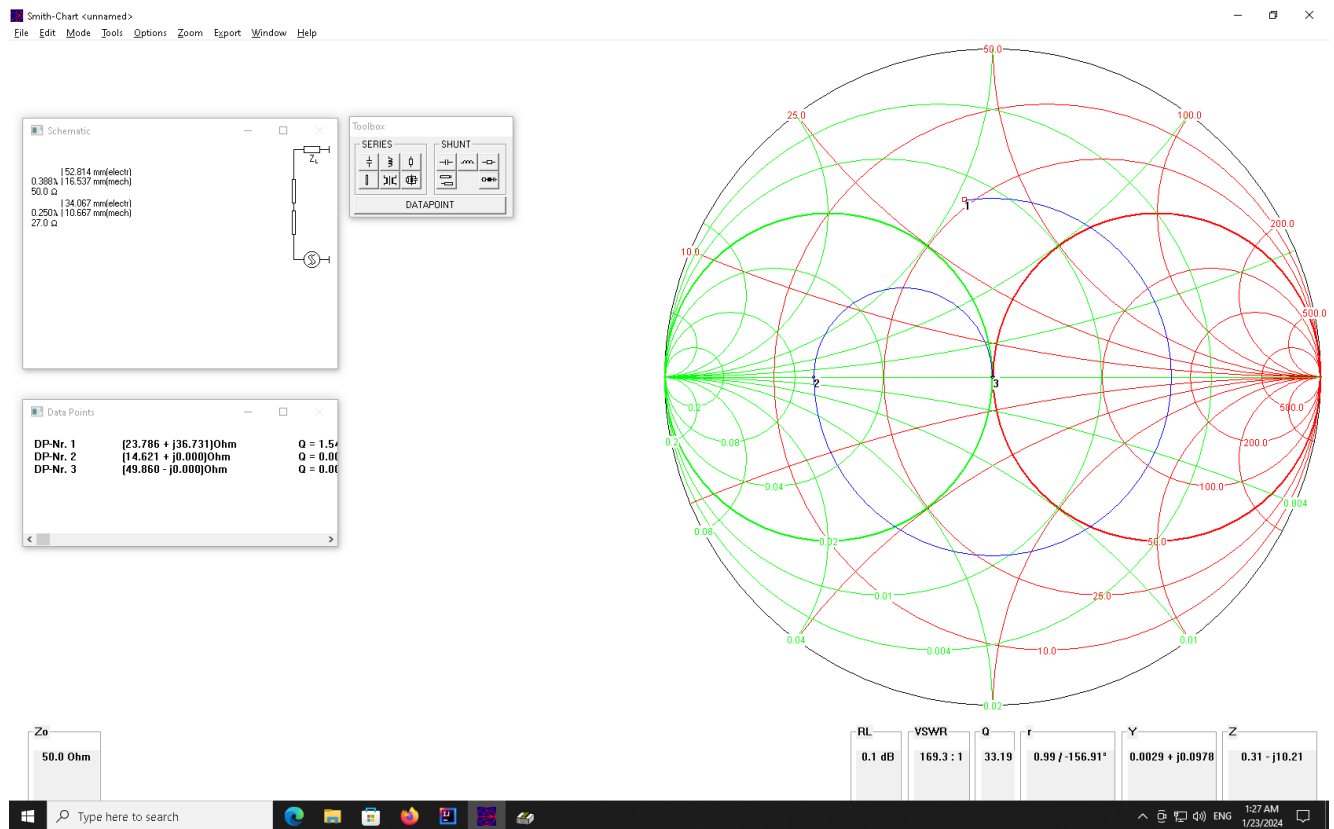 Smith-Chart <unnamed>
File Edit Mode Tools Options Zoom Export Window Help
Schematic
| 52.814 mm(electr)
0.388λ | 16.537 mm(mech)
50.0 Ω
| 34.067 mm(electr)
0.250λ | 10.667 mm(mech)
27.0 Ω
Toolbox
SERIES SHUNT
DATAPOINT
Data Points
DP-Nr. 1 (23.786 + j36.731)Ohm Q = 1.54
DP-Nr. 2 (14.621 + j0.000)Ohm Q = 0.00
DP-Nr. 3 (49.860 - j0.000)Ohm Q = 0.00
50.0
25.0 100.0
1
10.0 200.0
500.0
2 3
0.2 500.0
0.2 0.08 200.0
0.04 100.0 0.004
0.08 0.02 50.0
0.01 25.0
0.04 0.004 10.0 0.01
0.02
Zo
50.0 Ohm
RL VSWR Q r Y Z
0.1 dB 169.3 : 1 33.19 0.99 / -156.91° 0.0029 + j0.0978 0.31 - j10.21
Type here to search
ENG
1:27 AM
1/23/2024